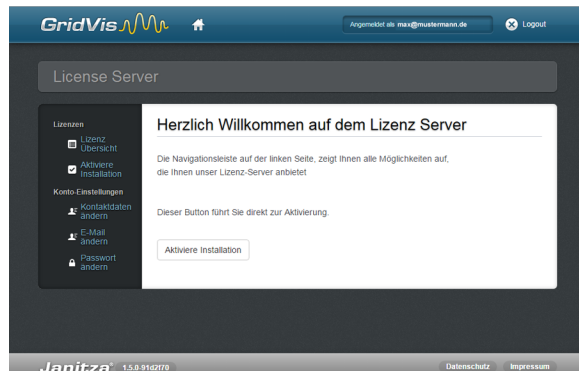 GridVis
Angemeldet als max@mustermann.de
Logout
License Server
Lizenzen
Lizenz
Übersicht
Aktiviere
Installation
Konto-Einstellungen
Kontaktdaten
ändern
E-Mail
ändern
Passwort
ändern
Herzlich Willkommen auf dem Lizenz Server
Die Navigationsleiste auf der linken Seite, zeigt Ihnen alle Möglichkeiten auf,
die Ihnen unser Lizenz-Server anbietet
Dieser Button führt Sie direkt zur Aktivierung.
Aktiviere Installation
Janitza 1.5.0-91d2f70
Datenschutz Impressum